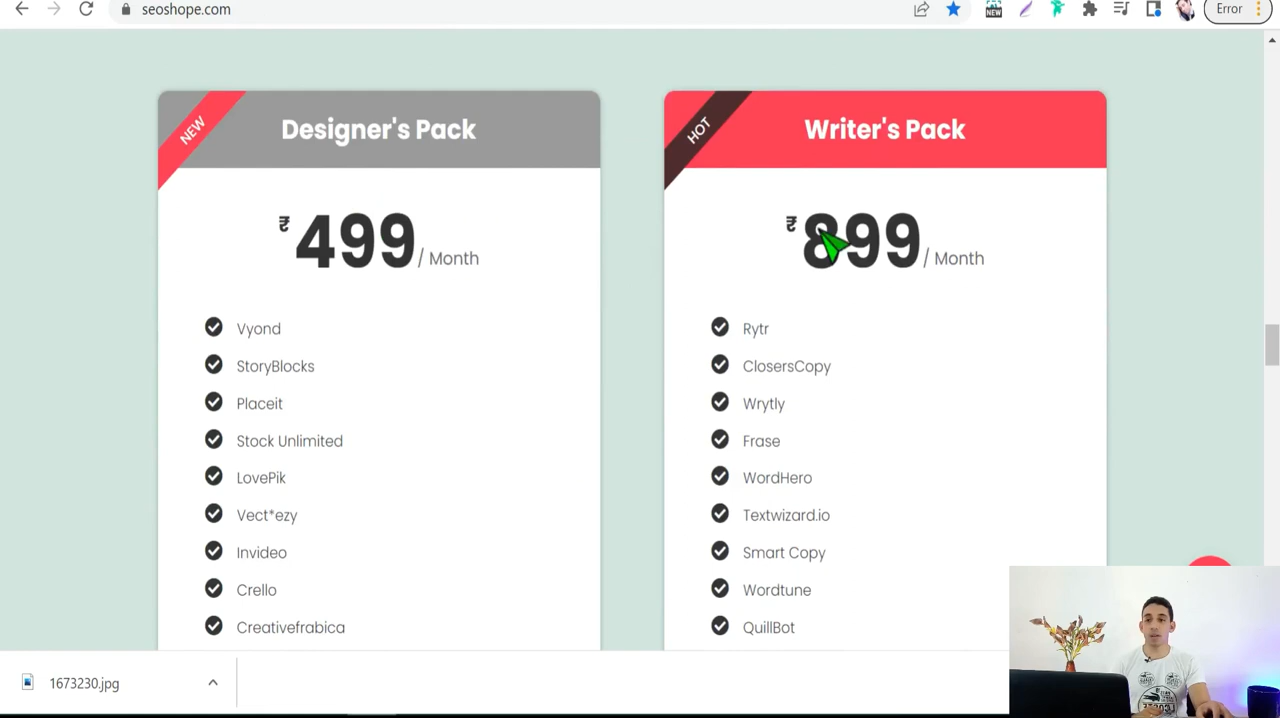 seoshope.com
NEW
Error
NEW
Designer's Pack
₹ 499 / Month
Vyond
StoryBlocks
Placeit
Stock Unlimited
LovePik
Vect*ezy
Invideo
Crello
Creativefrabica
HOT
Writer's Pack
₹ 899 / Month
Rytr
ClosersCopy
Wrytly
Frase
WordHero
Textwizard.io
Smart Copy
Wordtune
QuillBot
1673230.jpg